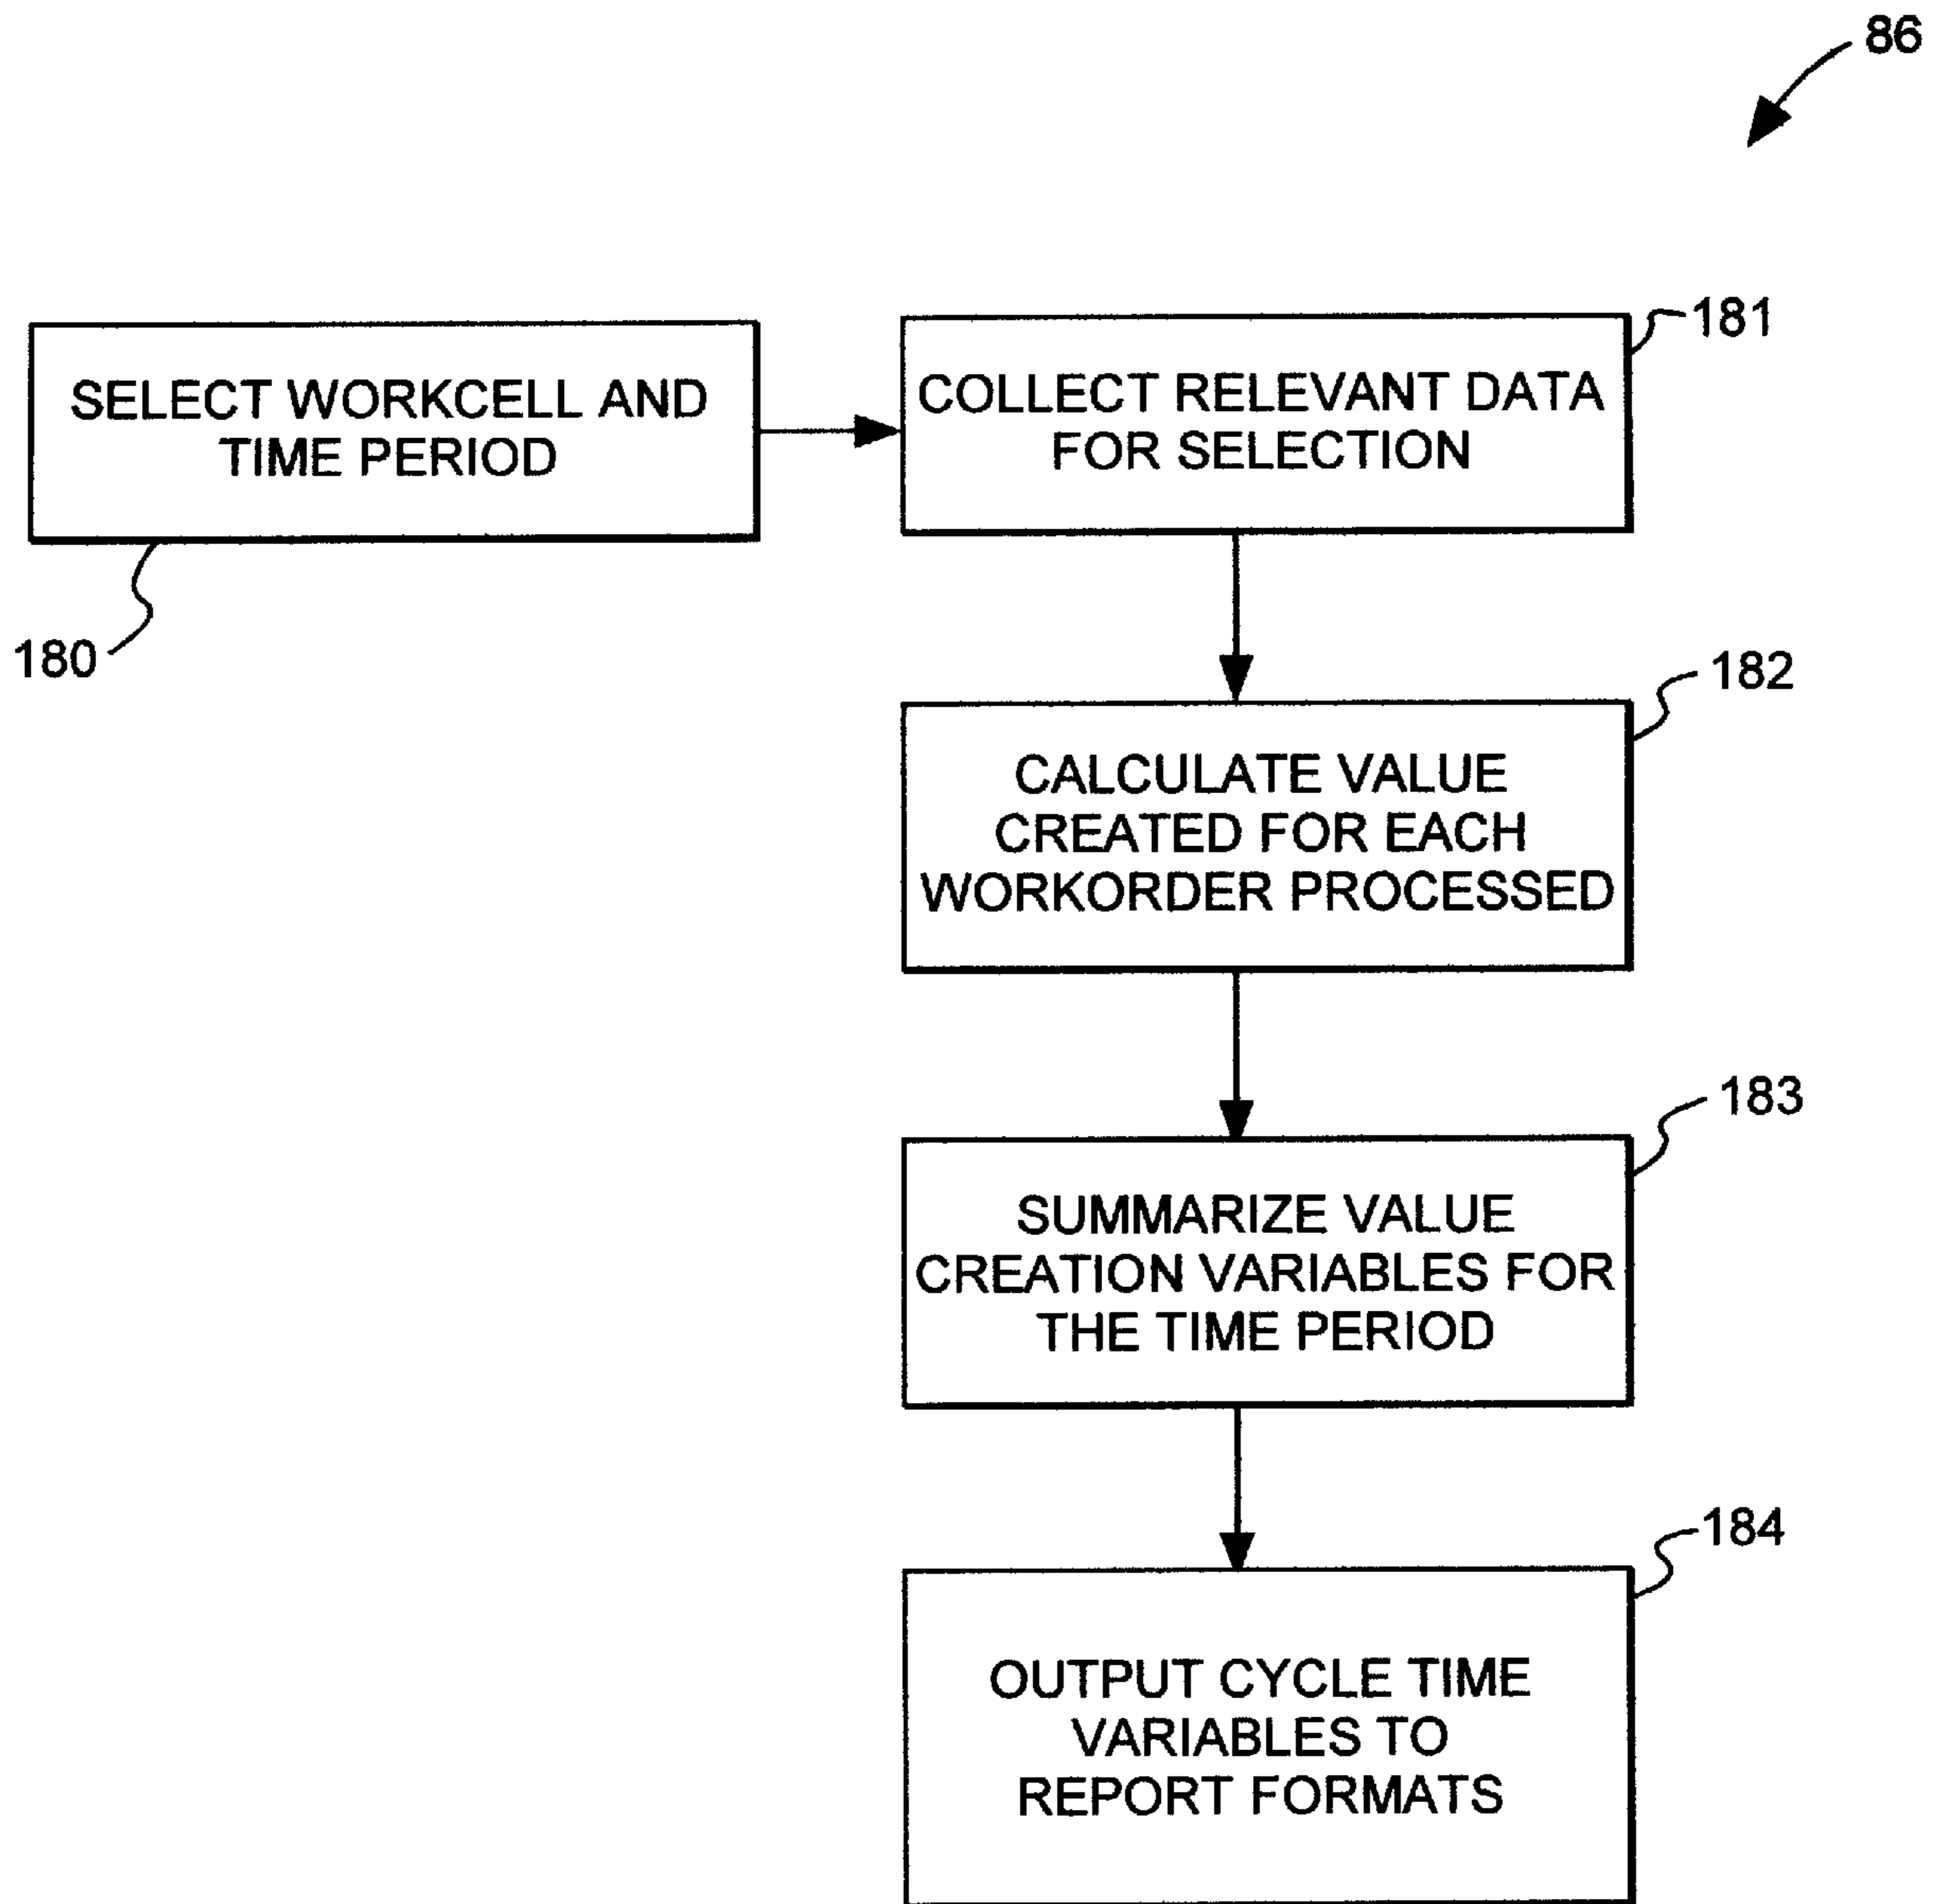 86
181
SELECT WORKCELL AND
TIME PERIOD
COLLECT RELEVANT DATA
FOR SELECTION
180
182
CALCULATE VALUE
CREATED FOR EACH
WORKORDER PROCESSED
183
SUMMARIZE VALUE
CREATION VARIABLES FOR
THE TIME PERIOD
184
OUTPUT CYCLE TIME
VARIABLES TO
REPORT FORMATS